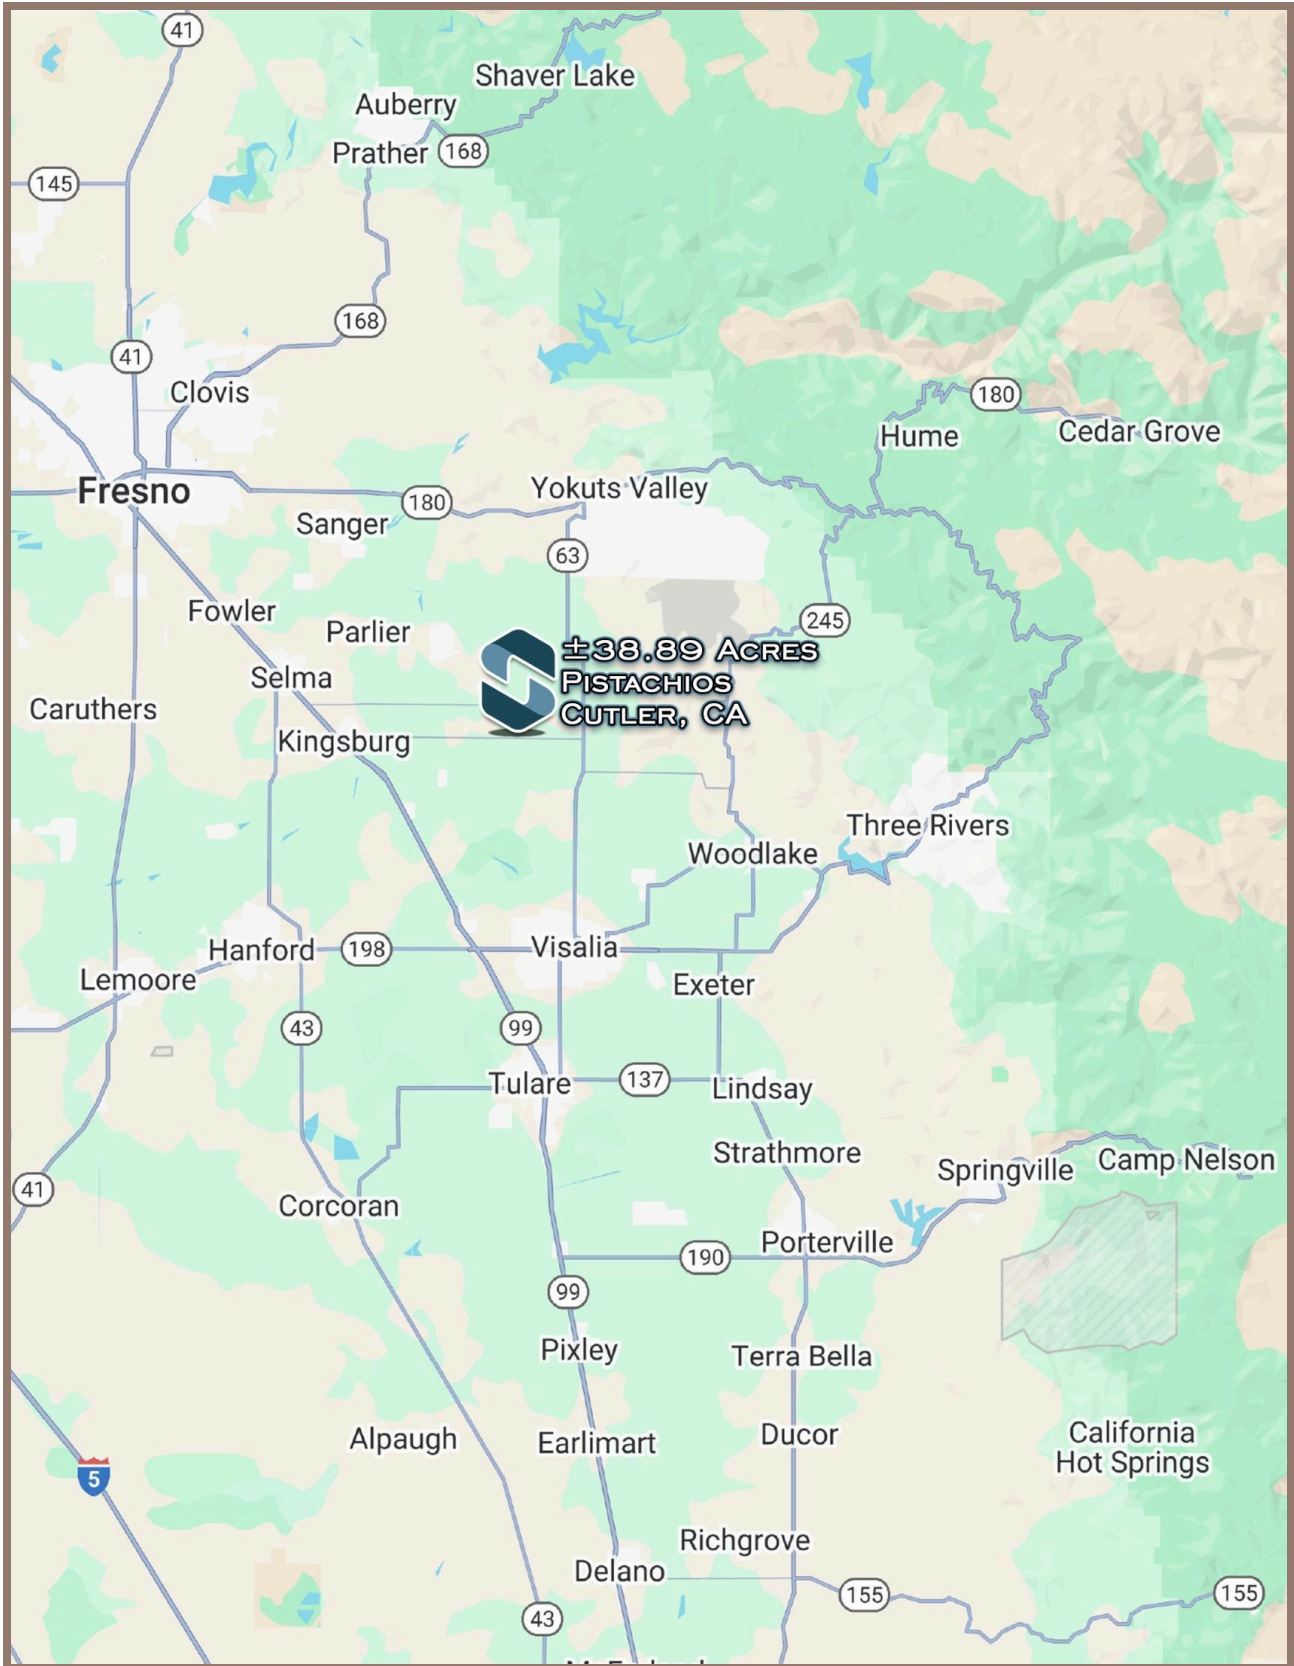 41
Shaver Lake
Auberry
Prather
168
145
168
41
Clovis
180
Hume
Cedar Grove
Fresno
180
Yokuts Valley
Sanger
63
Fowler
Parlier
245
±38.89 Acres
Pistachios
Cutler, CA
Selma
Caruthers
Kingsburg
Three Rivers
Woodlake
Hanford
198
Visalia
Lemoore
Exeter
43
99
Tulare
137
Lindsay
Strathmore
Springville
Camp Nelson
41
Corcoran
190
Porterville
99
Pixley
Terra Bella
Alpaugh
Earlimart
Ducor
California
Hot Springs
5
Richgrove
Delano
155
155
43